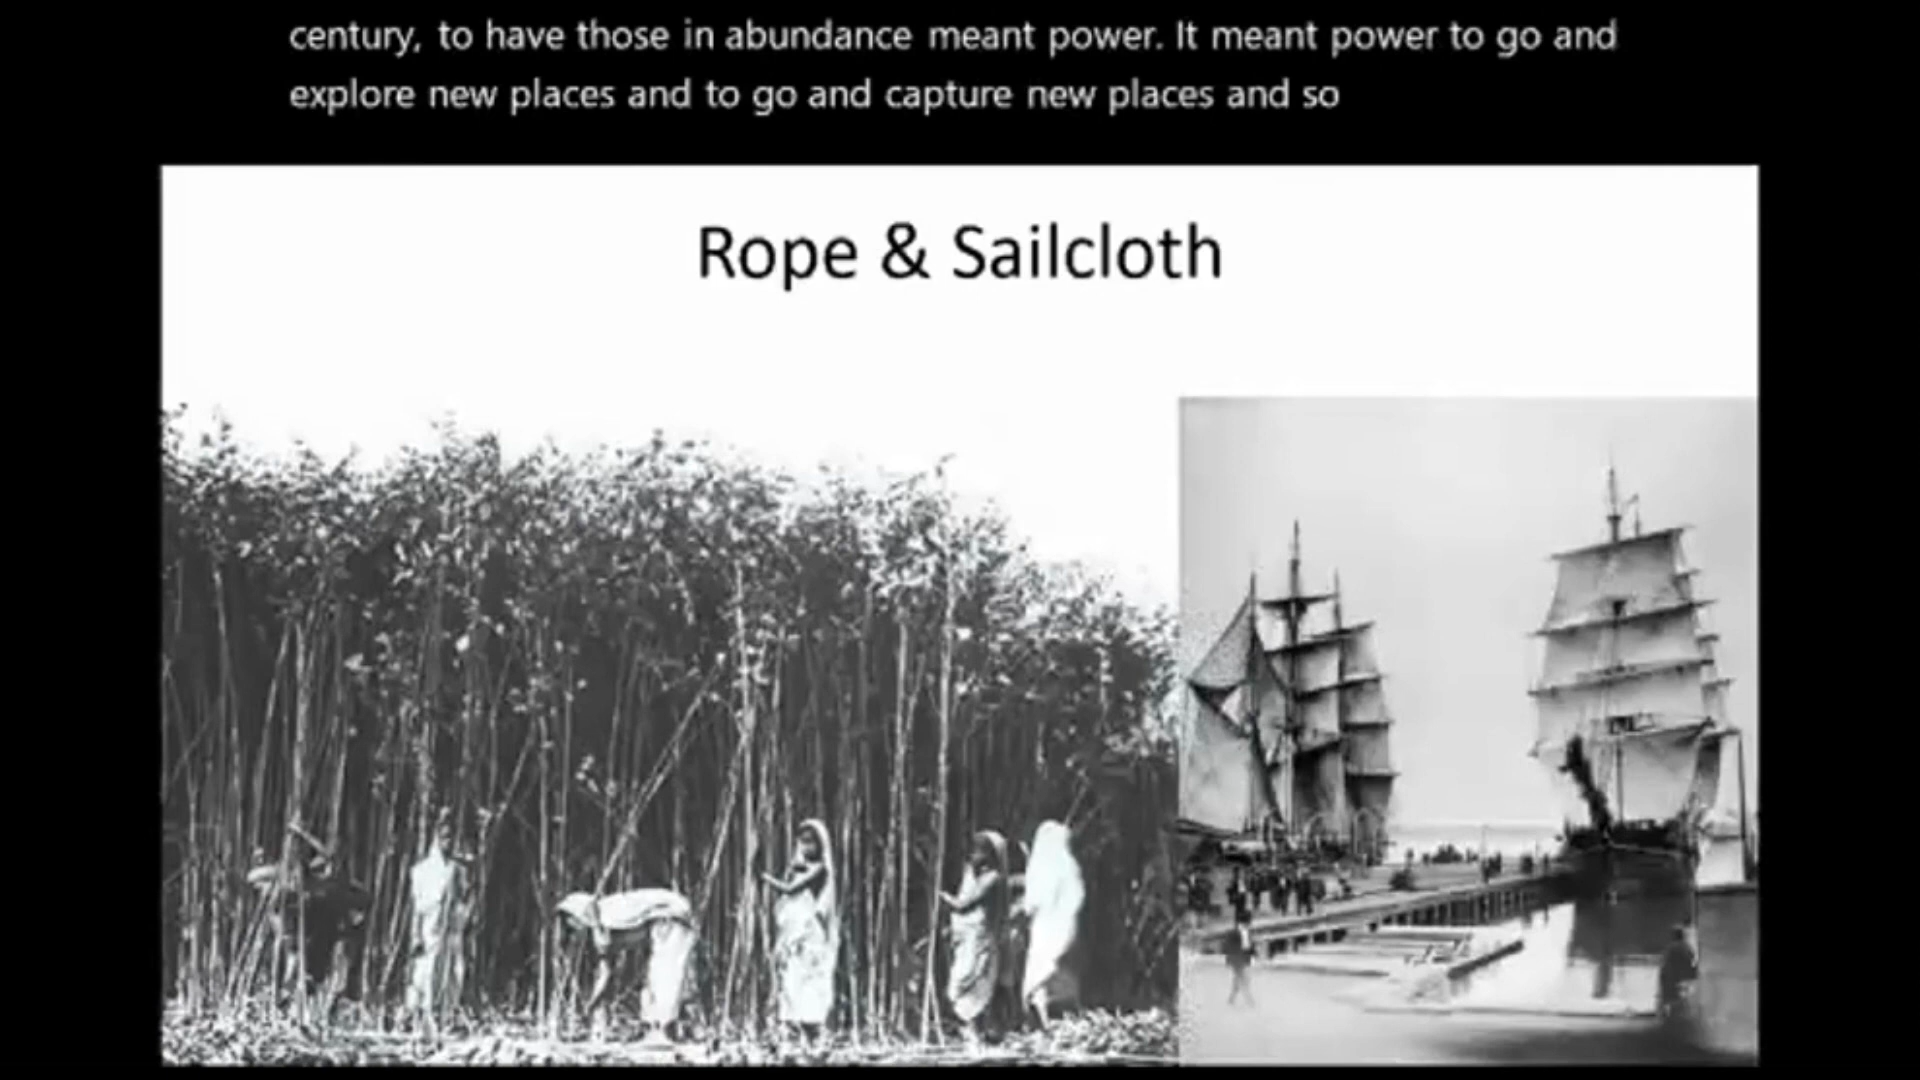 century, to have those in abundance meant power. It meant power to go and
explore new places and to go and capture new places and so
Rope & Sailcloth